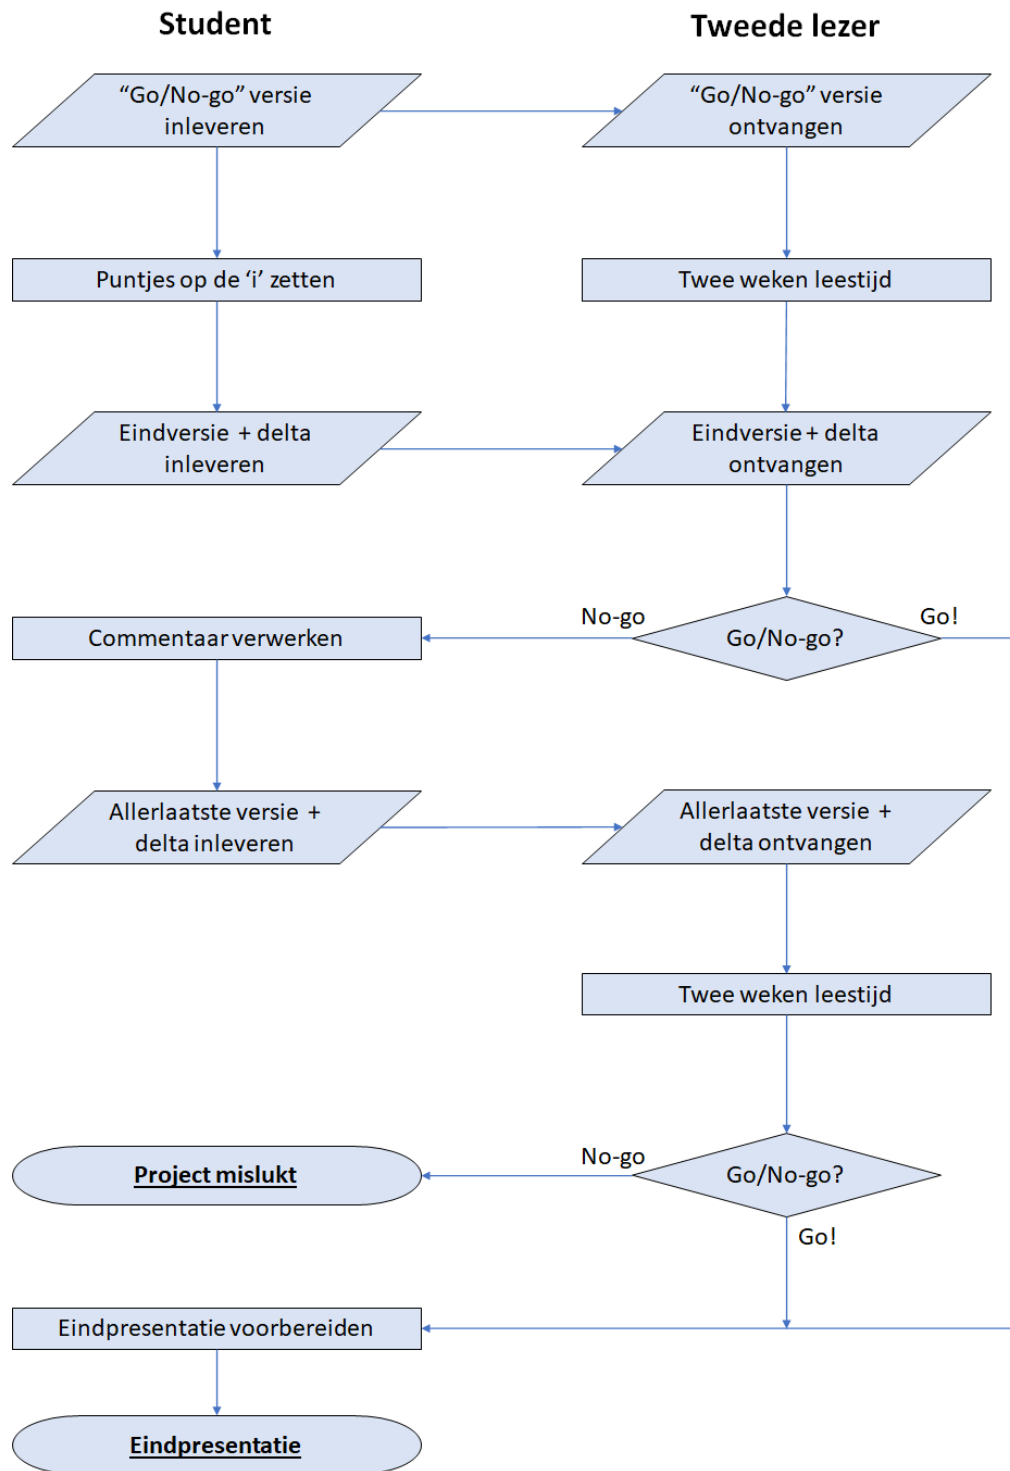 Student
Tweede lezer
“Go/No-go” versie
inleveren
“Go/No-go” versie
ontvangen
Puntjes op de ‘i’ zetten
Twee weken leestijd
Eindversie + delta
inleveren
Eindversie + delta
ontvangen
No-go
Go!
Commentaar verwerken
Go/No-go?
Allerlaatste versie +
delta inleveren
Allerlaatste versie +
delta ontvangen
Twee weken leestijd
No-go
Project mislukt
Go/No-go?
Go!
Eindpresentatie voorbereiden
Eindpresentatie